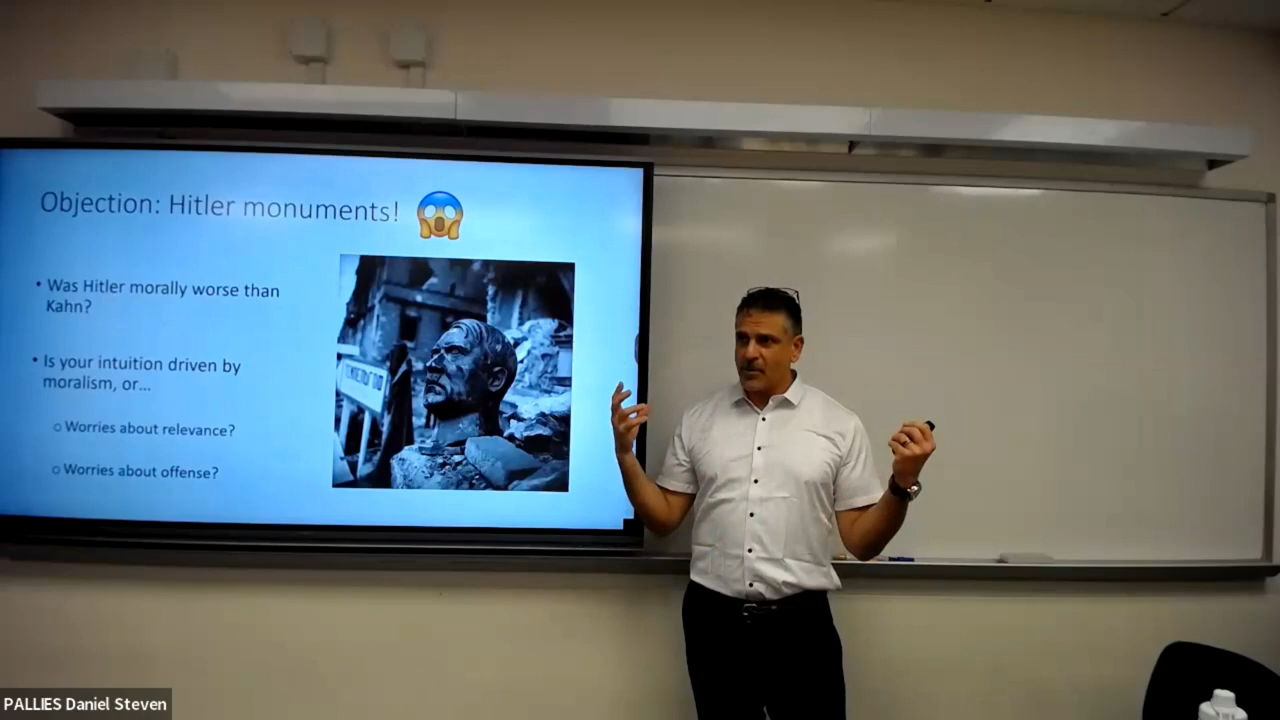 Objection: Hitler monuments! 😱
• Was Hitler morally worse than
Kahn?
• Is your intuition driven by
moralism, or...
○ Worries about relevance?
○ Worries about offense?
PALLIES Daniel Steven